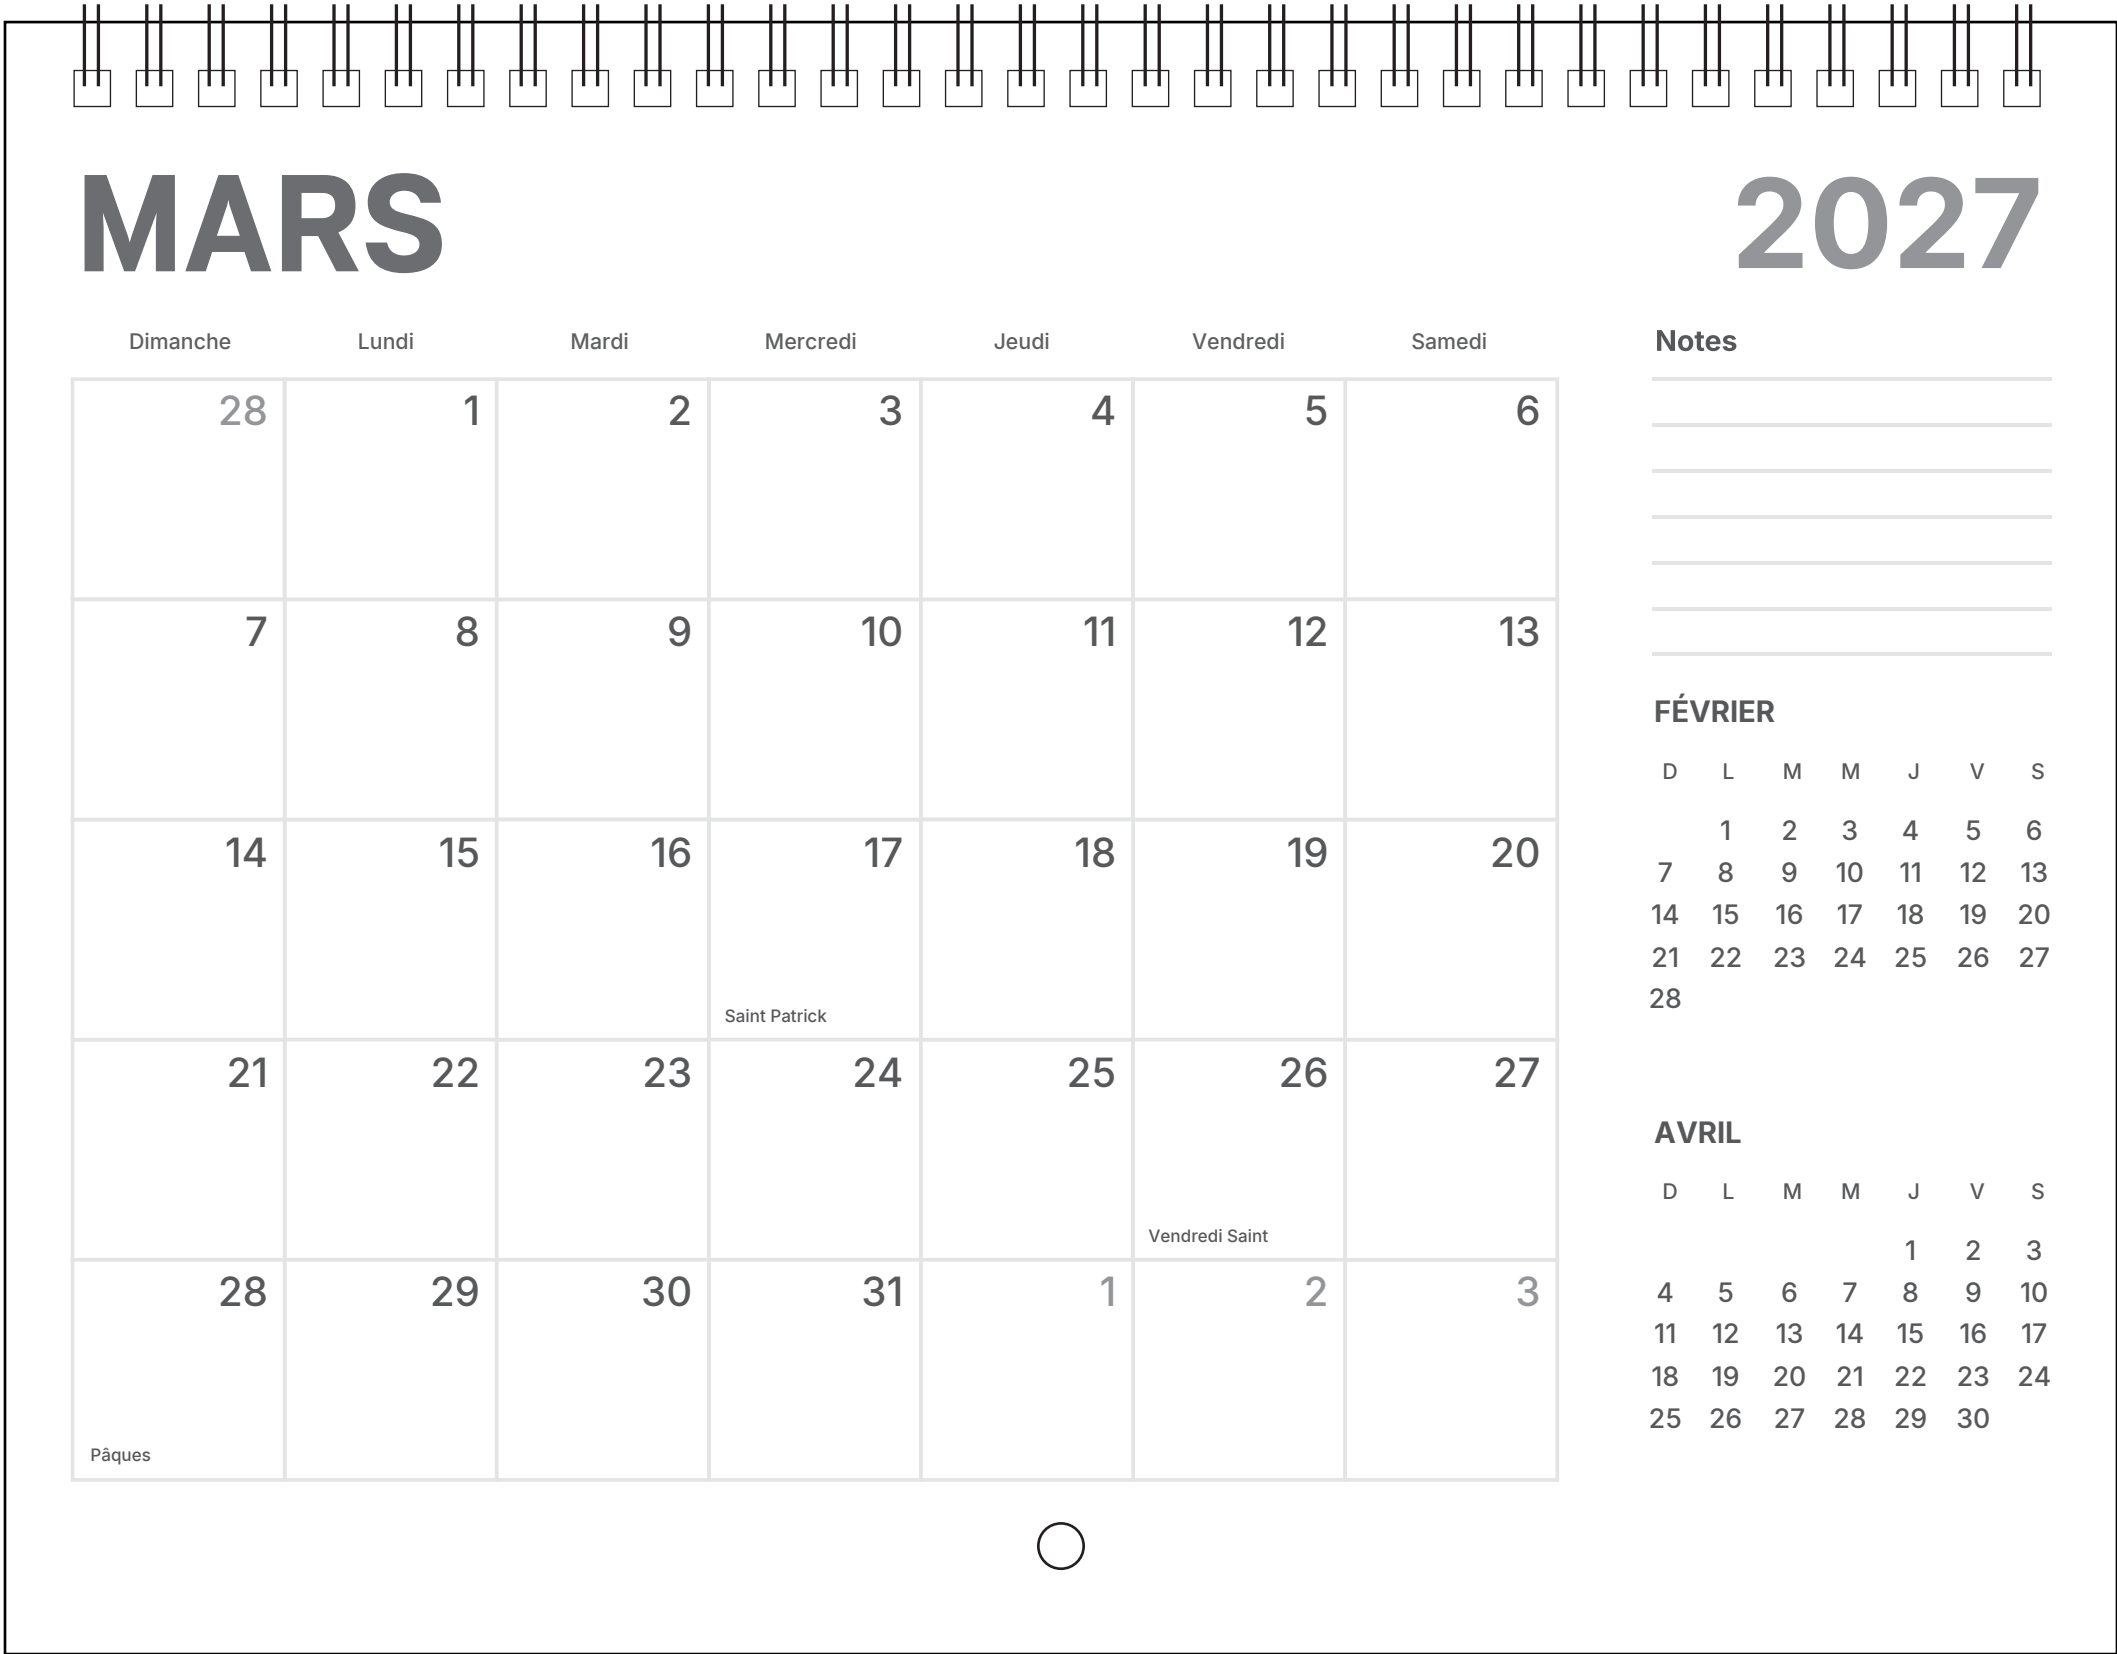 MARS
2027
Dimanche Lundi Mardi Mercredi Jeudi Vendredi Samedi
28 1 2 3 4 5 6
7 8 9 10 11 12 13
14 15 16 17 18 19 20
Saint Patrick
21 22 23 24 25 26 27
Vendredi Saint
28 29 30 31 1 2 3
Pâques
Notes
FÉVRIER
D L M M J V S
1 2 3 4 5 6
7 8 9 10 11 12 13
14 15 16 17 18 19 20
21 22 23 24 25 26 27
28
AVRIL
D L M M J V S
1 2 3
4 5 6 7 8 9 10
11 12 13 14 15 16 17
18 19 20 21 22 23 24
25 26 27 28 29 30